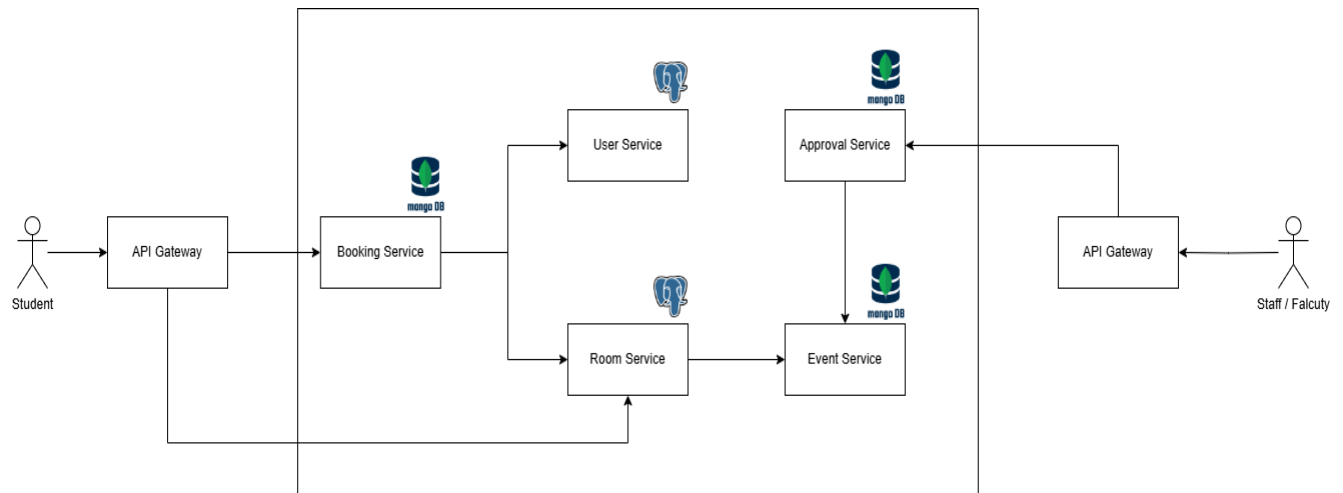 mongo DB
User Service
Approval Service
mongo DB
Student
API Gateway
Booking Service
API Gateway
Staff / Falcuty
mongo DB
Room Service
Event Service